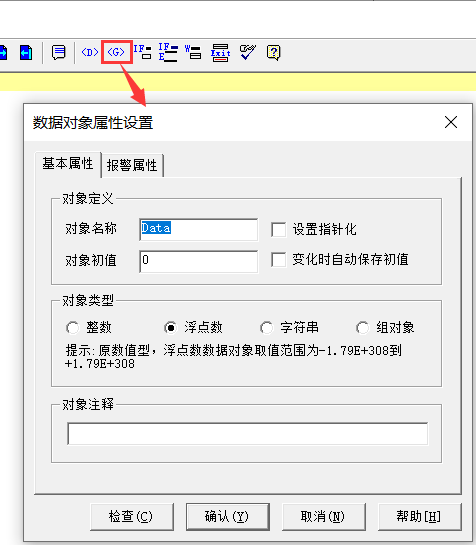 <D> <G> IF IF E W Exit
数据对象属性设置
基本属性 报警属性
对象定义
对象名称 Data 设置指针化
对象初值 0 变化时自动保存初值
对象类型
整数 浮点数 字符串 组对象
提示:原数值型,浮点数数据对象取值范围为-1.79E+308到
+1.79E+308
对象注释
检查(C) 确认(Y) 取消(N) 帮助[H]